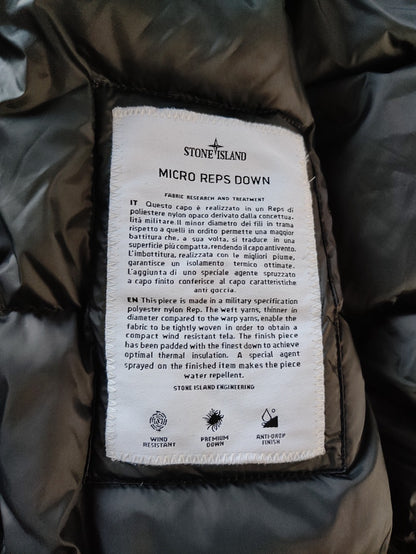 STONE ISLAND
MICRO REPS DOWN
FABRIC RESEARCH AND TREATMENT
IT Questo capo è realizzato in un Reps di
poliestere nylon opaco derivato dalla concettua-
lità militare. Il minor diametro dei fili in trama
rispetto a quelli in ordito permette una maggior
battitura che, a sua volta, si traduce in una
superficie più compatta, rendendo il capo antivento.
L'imbottitura, realizzata con le migliori piume,
garantisce un isolamento termico ottimale.
L'aggiunta di uno speciale agente spruzzato
a capo finito conferisce al capo caratteristiche
anti goccia.
EN This piece is made in a military specification
polyester nylon Rep. The weft yarns, thinner in
diameter compared to the warp yarns, enable
the fabric to be tightly woven in order to obtain a
compact wind resistant tela. The finish piece
has been padded with the finest down to achieve
optimal thermal insulation. A special agent
sprayed on the finished item makes the piece
water repellent.
STONE ISLAND ENGINEERING
WIND
RESISTANT
PREMIUM
DOWN
ANTI-DROP
FINISH